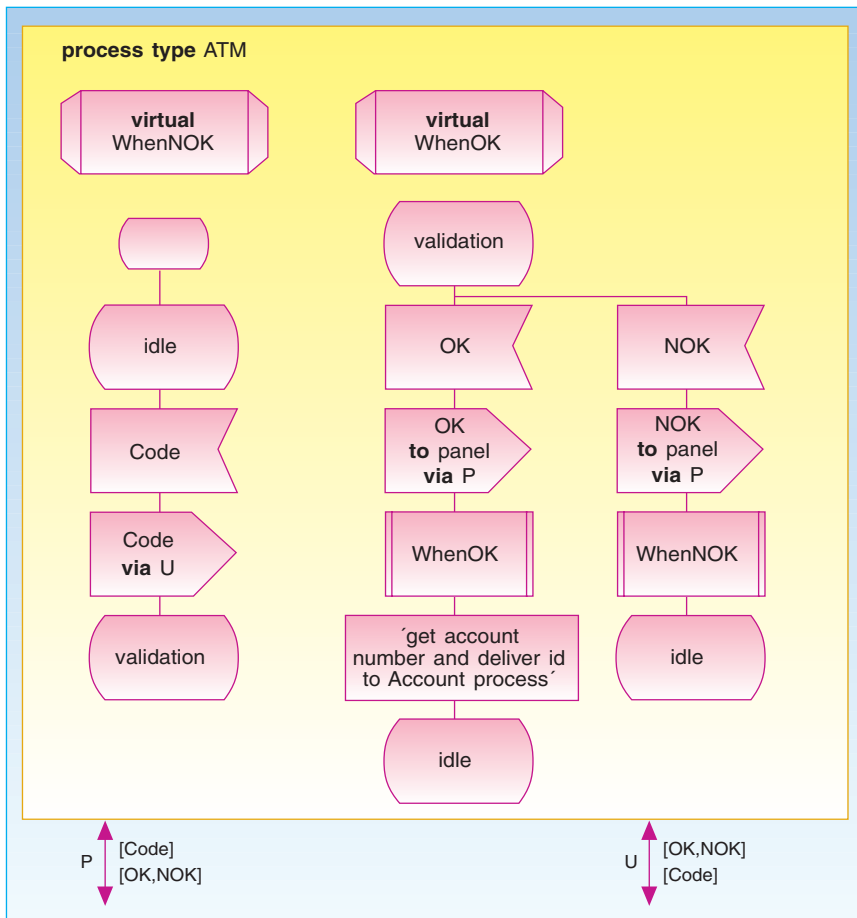 process type ATM
virtual
WhenNOK
virtual
WhenOK
idle
Code
Code
via U
validation
validation
OK
OK
to panel
via P
WhenOK
´get account
number and deliver id
to Account process´
idle
NOK
NOK
to panel
via P
WhenNOK
idle
P
[Code]
[OK,NOK]
U
[OK,NOK]
[Code]